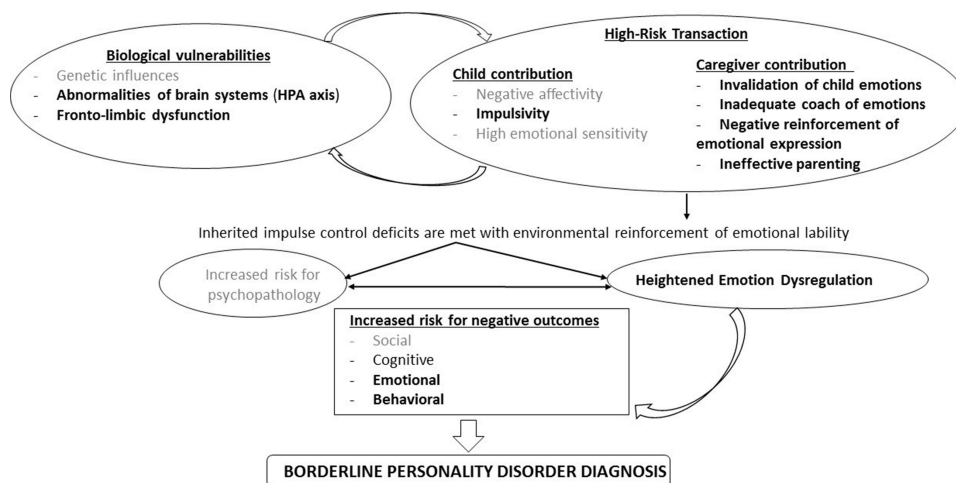 Biological vulnerabilities
- Genetic influences
- Abnormalities of brain systems (HPA axis)
- Fronto-limbic dysfunction
High-Risk Transaction
Child contribution
- Negative affectivity
- Impulsivity
- High emotional sensitivity
Caregiver contribution
- Invalidation of child emotions
- Inadequate coach of emotions
- Negative reinforcement of
emotional expression
- Ineffective parenting
Inherited impulse control deficits are met with environmental reinforcement of emotional lability
Increased risk for
psychopathology
Heightened Emotion Dysregulation
Increased risk for negative outcomes
- Social
- Cognitive
- Emotional
- Behavioral
BORDERLINE PERSONALITY DISORDER DIAGNOSIS